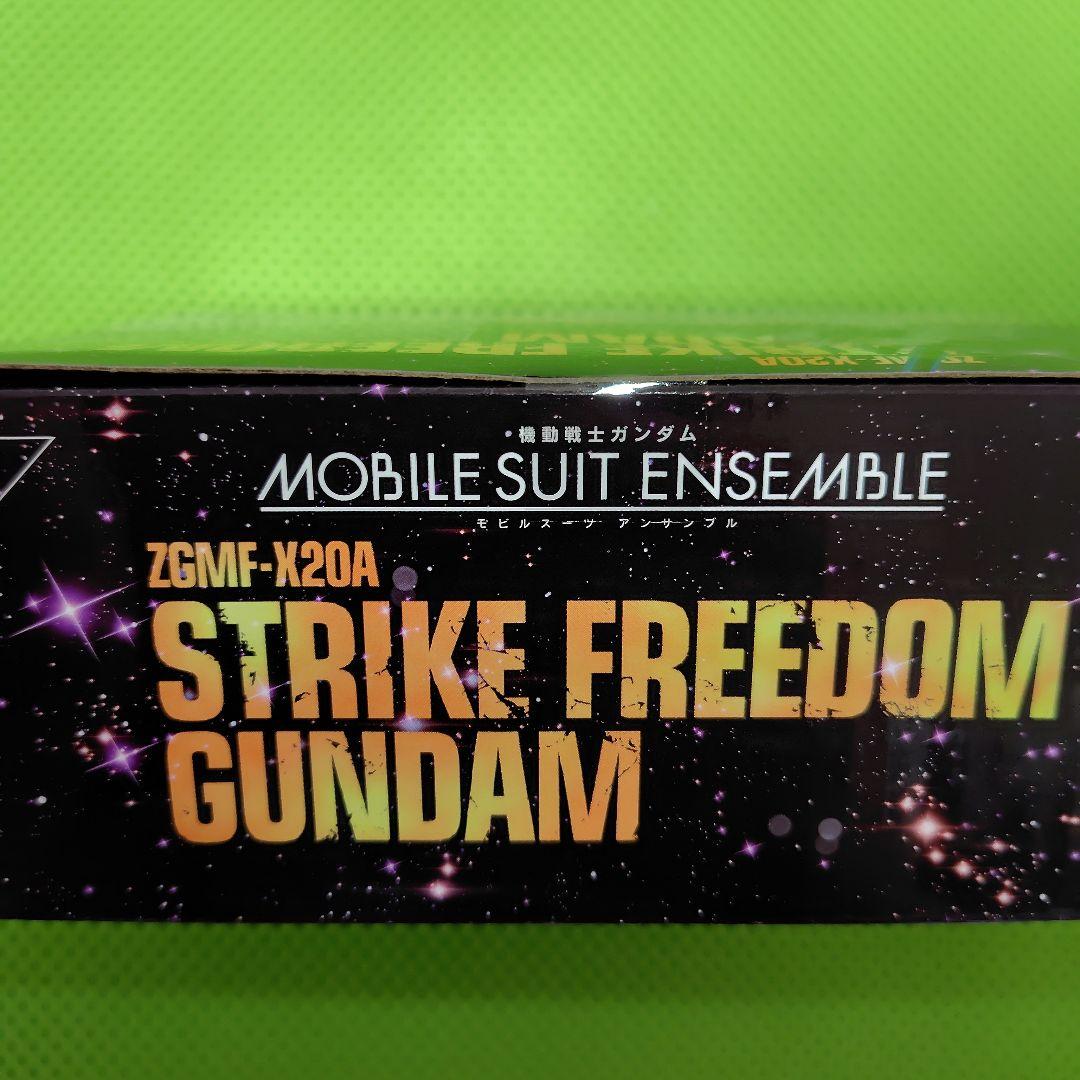 機動戦士ガンダム
MOBILE SUIT ENSEMBLE
モビルスーツ アンサンブル
ZGMF-X20A
STRIKE FREEDOM
GUNDAM